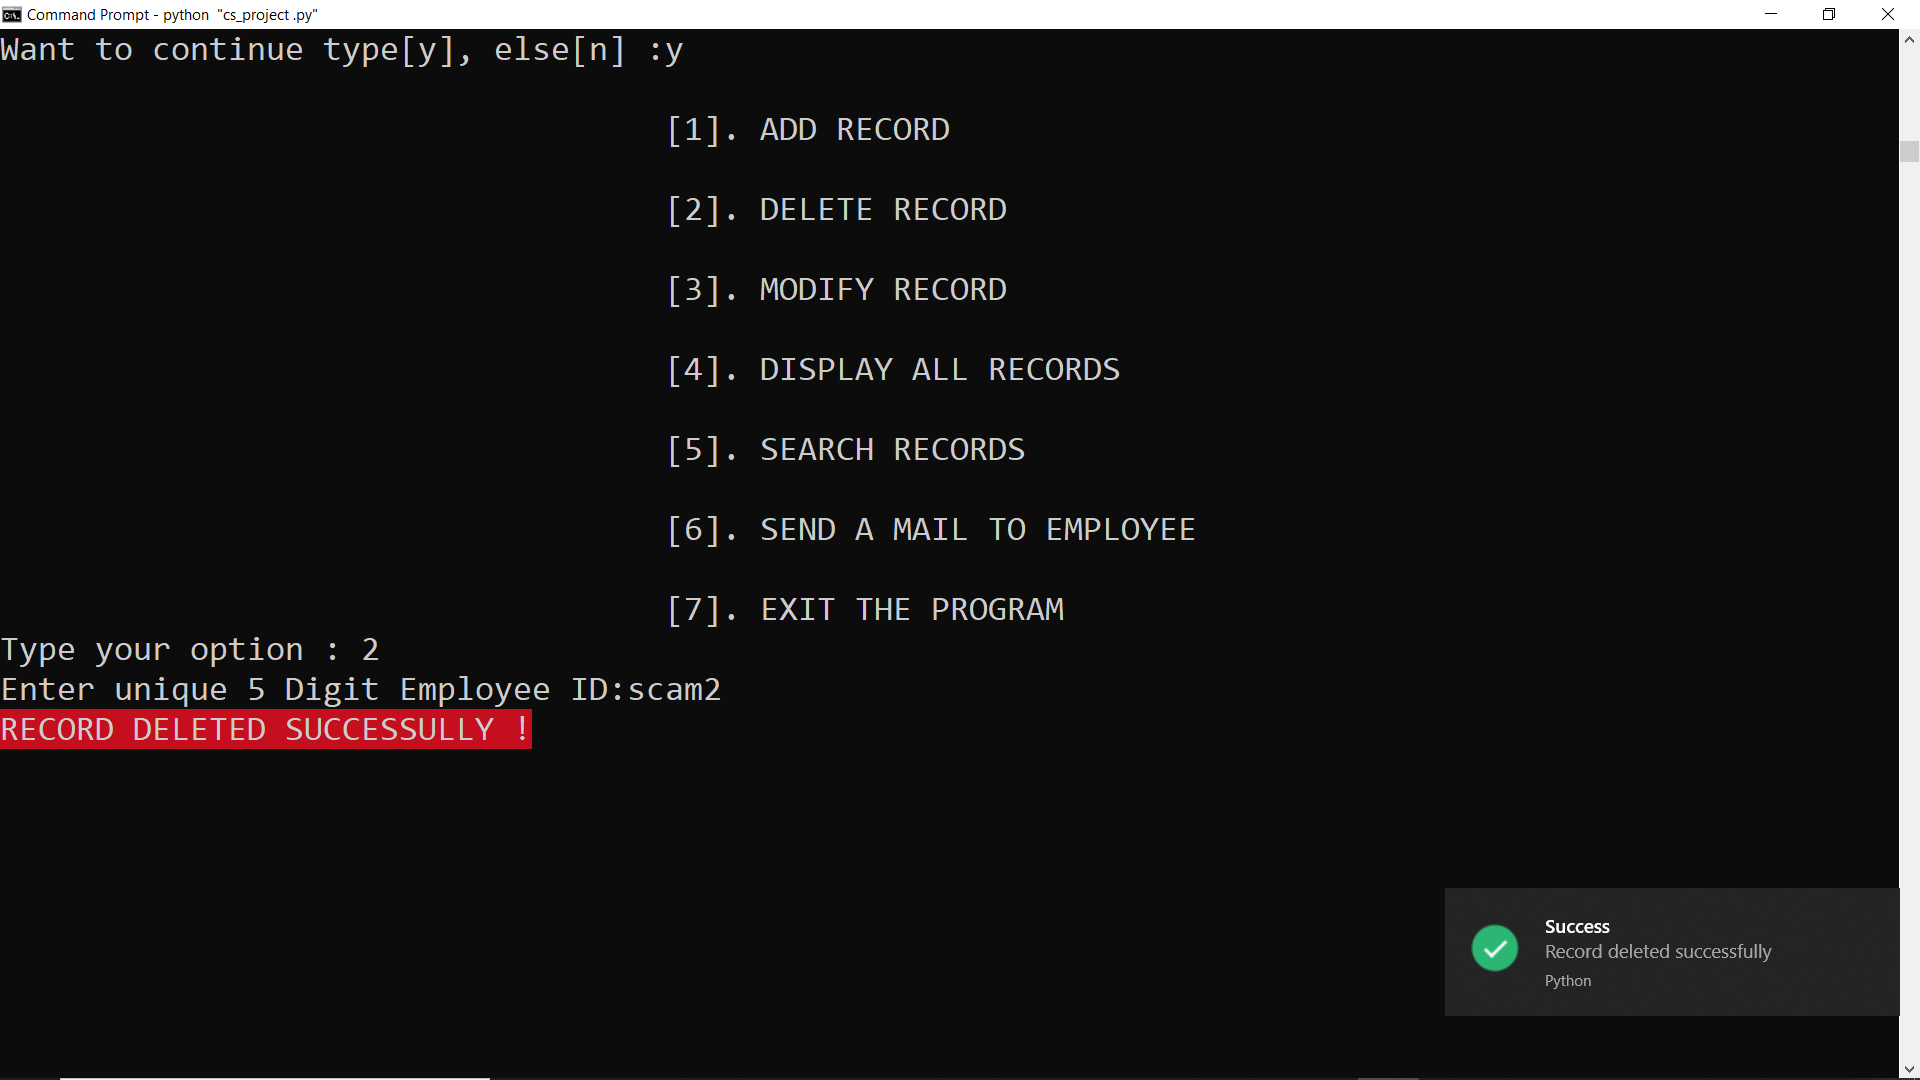 Command Prompt - python  "cs_project .py"
Want to continue type[y], else[n] :y
[1]. ADD RECORD
[2]. DELETE RECORD
[3]. MODIFY RECORD
[4]. DISPLAY ALL RECORDS
[5]. SEARCH RECORDS
[6]. SEND A MAIL TO EMPLOYEE
[7]. EXIT THE PROGRAM
Type your option : 2
Enter unique 5 Digit Employee ID:scam2
RECORD DELETED SUCCESSULLY !
Success
Record deleted successfully
Python